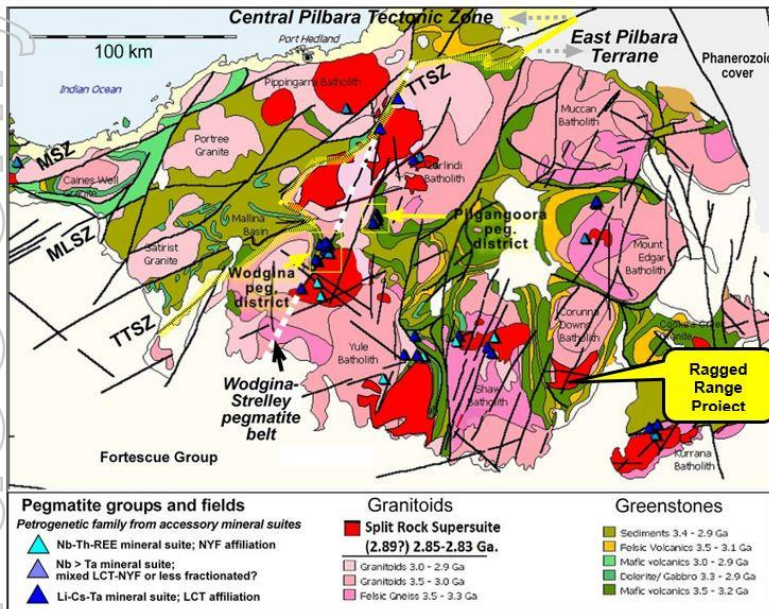 Central Pilbara Tectonic Zone
East Pilbara
Terrane
Phanerozoic
cover
100 km
Port Hedland
Indian Ocean
Pippingarra Batholith
TTSZ
Muccan
Batholith
Portree
Granite
MSZ
Caines Well
Granite
Carlindi
Batholith
Mallina
Basin
Pilgangoora
peg.
district
MLSZ
Satirist
Granite
Mount
Edgar
Batholith
Wodgina
peg.
district
TTSZ
Corunna
Downs
Batholith
Yule
Batholith
Shaw
Batholith
Ragged
Range
Project
Wodgina-
Strelley
pegmatite
belt
Fortescue Group
Kurrana
Batholith
Pegmatite groups and fields
Petrogenetic family from accessory mineral suites
Nb-Th-REE mineral suite; NYF affiliation
Nb > Ta mineral suite;
mixed LCT-NYF or less fractionated?
Li-Cs-Ta mineral suite; LCT affiliation
Granitoids
Split Rock Supersuite
(2.89?) 2.85-2.83 Ga.
Granitoids 3.0 - 2.9 Ga
Granitoids 3.5 - 3.0 Ga
Felsic Gneiss 3.5 - 3.3 Ga
Greenstones
Sediments 3.4 - 2.9 Ga
Felsic Volcanics 3.5 - 3.1 Ga
Mafic volcanics 3.0 - 2.9 Ga
Dolerite/ Gabbro 3.3 - 2.9 Ga
Mafic volcanics 3.5 - 3.2 Ga